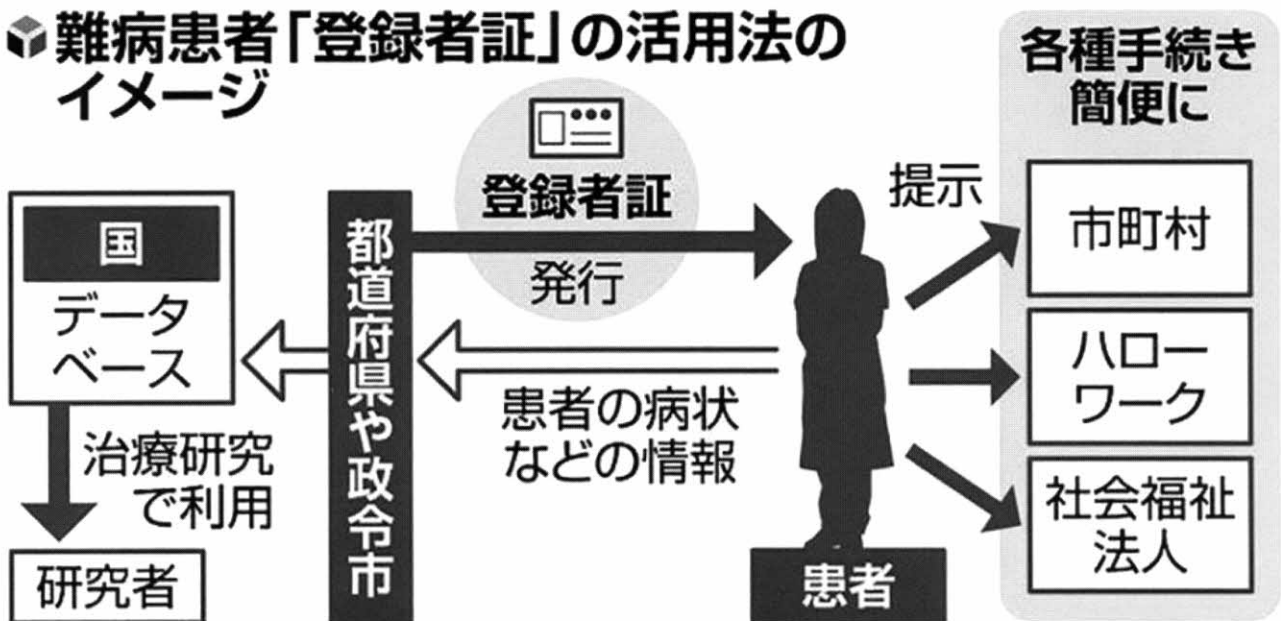 難病患者「登録者証」の活用法の
イメージ
各種手続き
簡便に
登録者証
発行
提示
国
データ
ベース
都道府県や政令市
患者の病状
などの情報
治療研究
で利用
研究者
患者
市町村
ハロー
ワーク
社会福祉
法人